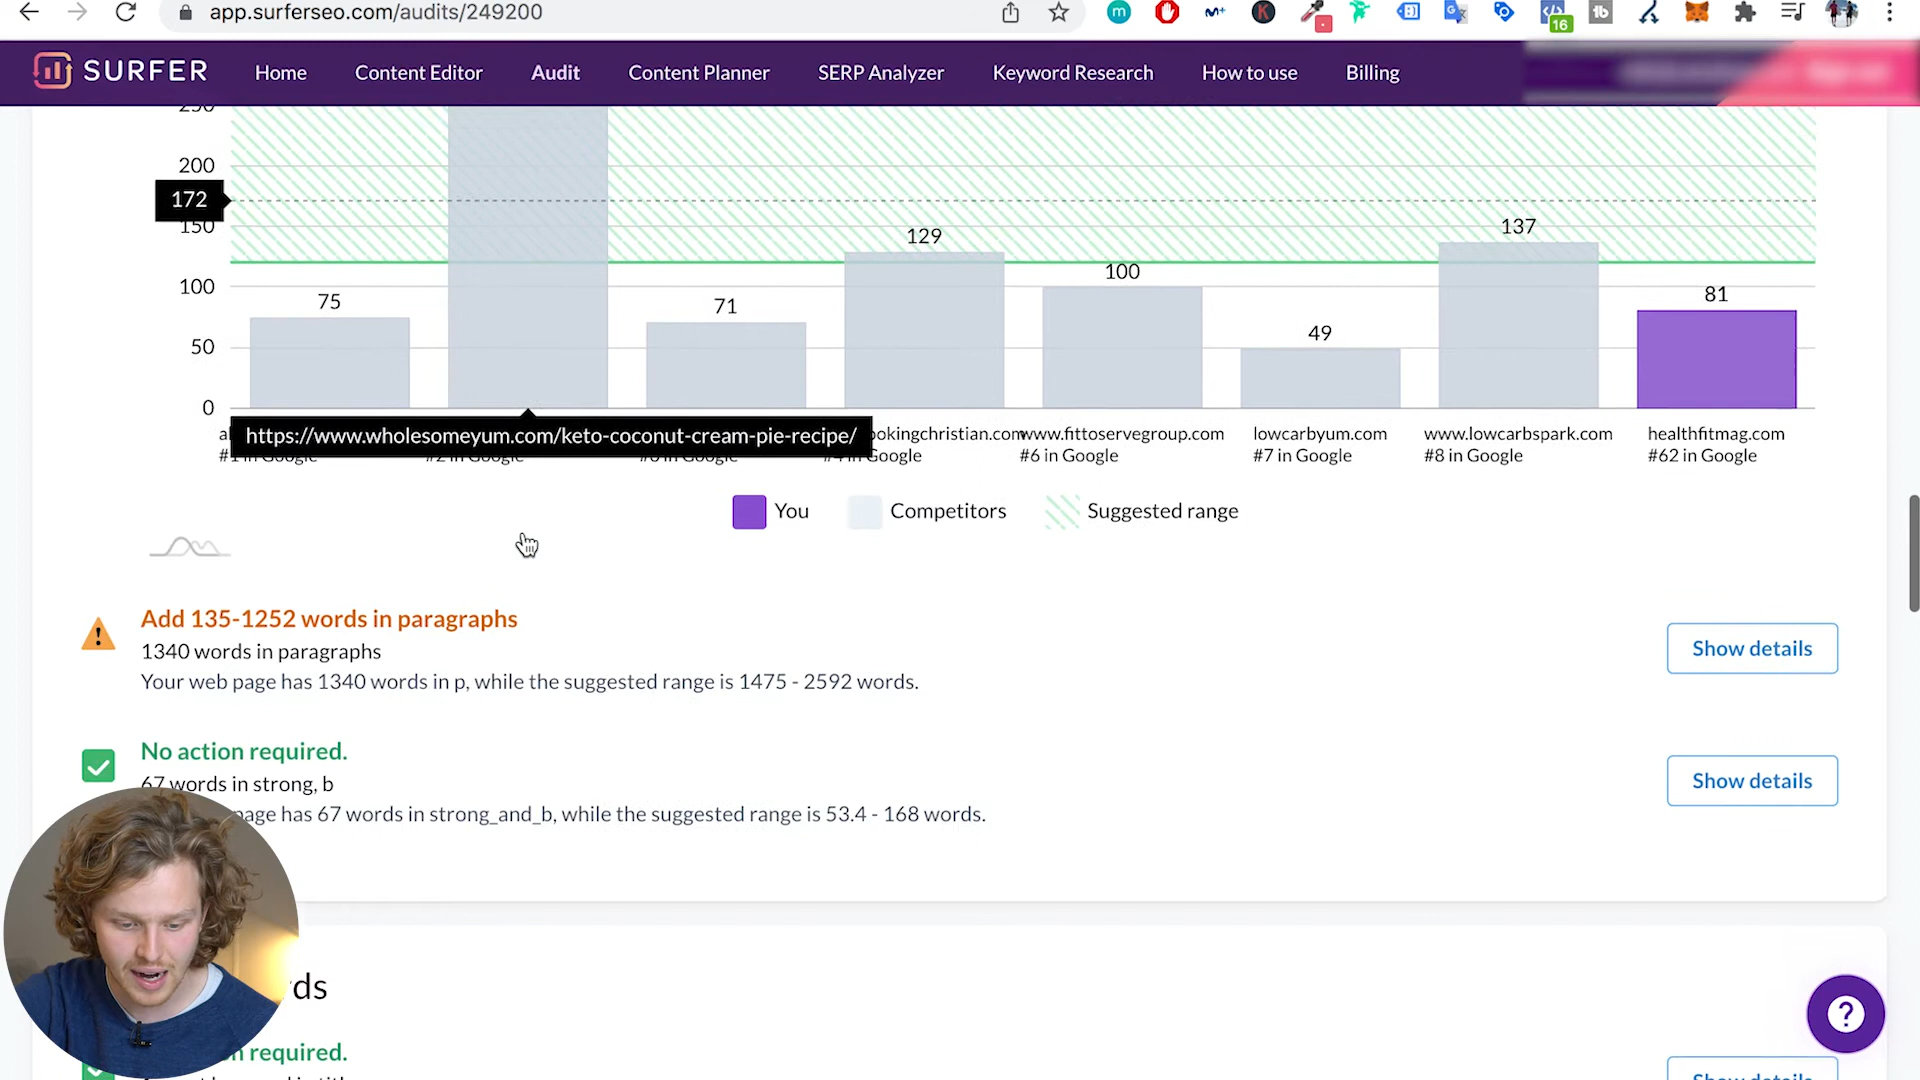 app.surferseo.com/audits/249200
16
SURFER Home Content Editor Audit Content Planner SERP Analyzer Keyword Research How to use Billing
200
172
150
137
129
100
100
81
75
71
50
49
0
https://www.wholesomeyum.com/keto-coconut-cream-pie-recipe/
ookingchristian.com
www.fittoservegroup.com
lowcarbyum.com
www.lowcarbspark.com
healthfitmag.com
Google
#6 in Google
#7 in Google
#8 in Google
#62 in Google
You Competitors Suggested range
Add 135-1252 words in paragraphs
1340 words in paragraphs
Show details
Your web page has 1340 words in p, while the suggested range is 1475 - 2592 words.
No action required.
67 words in strong, b
Show details
page has 67 words in strong_and_b, while the suggested range is 53.4 - 168 words.
rds
required.